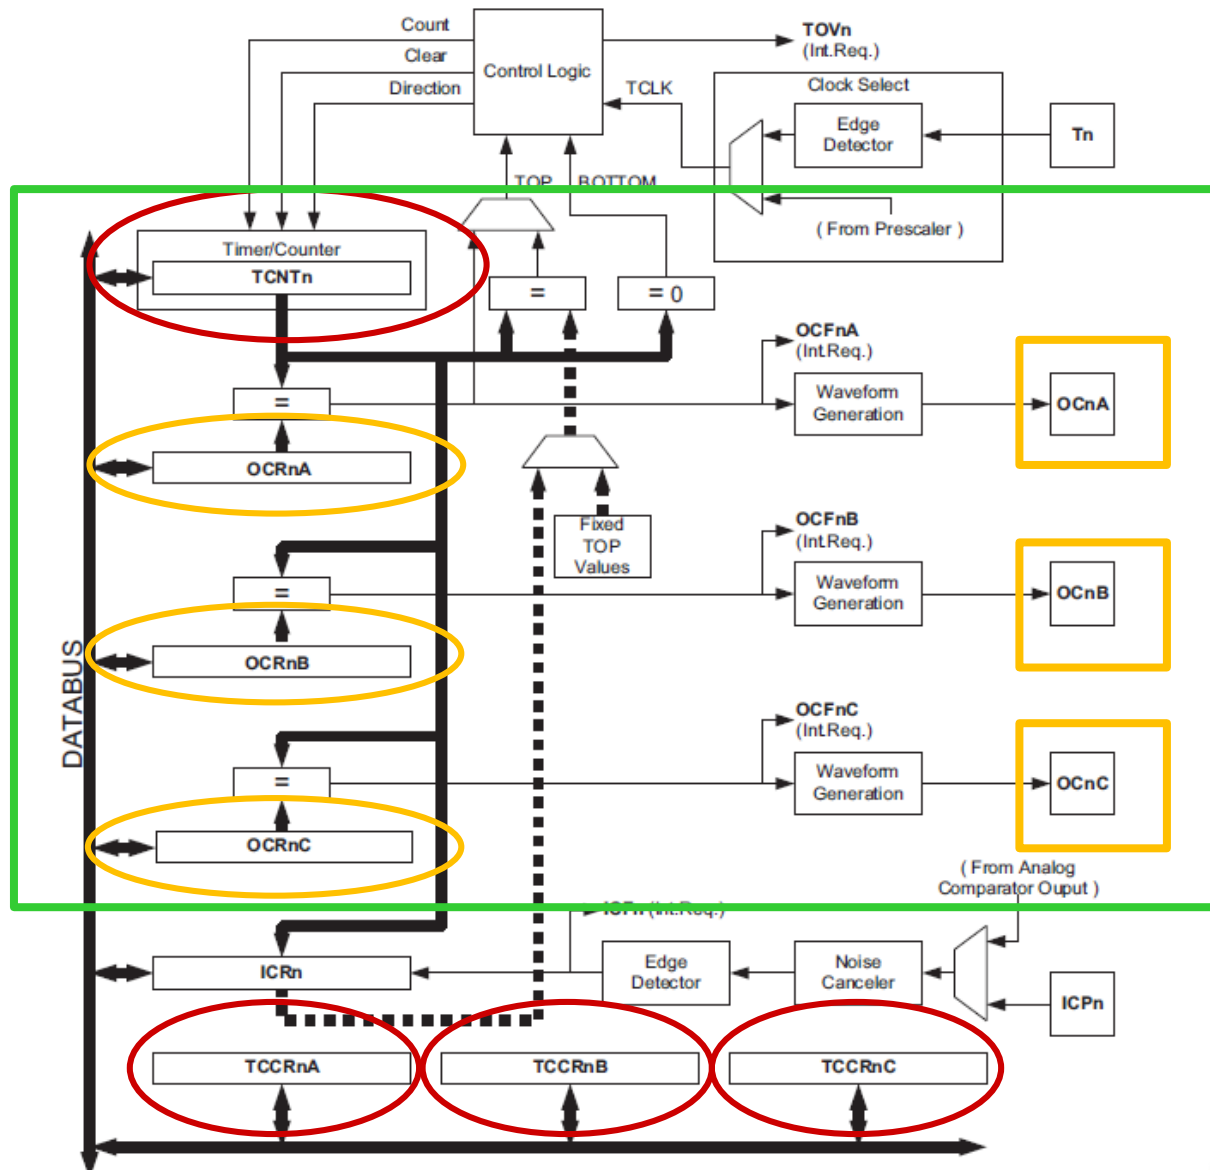 Count
Clear
Direction
Control Logic
TOVn
(Int.Req.)
TCLK
Clock Select
Edge
Detector
Tn
TOP
BOTTOM
( From Prescaler )
Timer/Counter
TCNTn
=
= 0
OCFnA
(Int.Req.)
=
Waveform
Generation
OCnA
OCRnA
Fixed
TOP
Values
OCFnB
(Int.Req.)
=
Waveform
Generation
OCnB
OCRnB
DATABUS
OCFnC
(Int.Req.)
=
Waveform
Generation
OCnC
OCRnC
( From Analog
Comparator Ouput )
ICFn (Int.Req.)
ICRn
Edge
Detector
Noise
Canceler
ICPn
TCCRnA
TCCRnB
TCCRnC